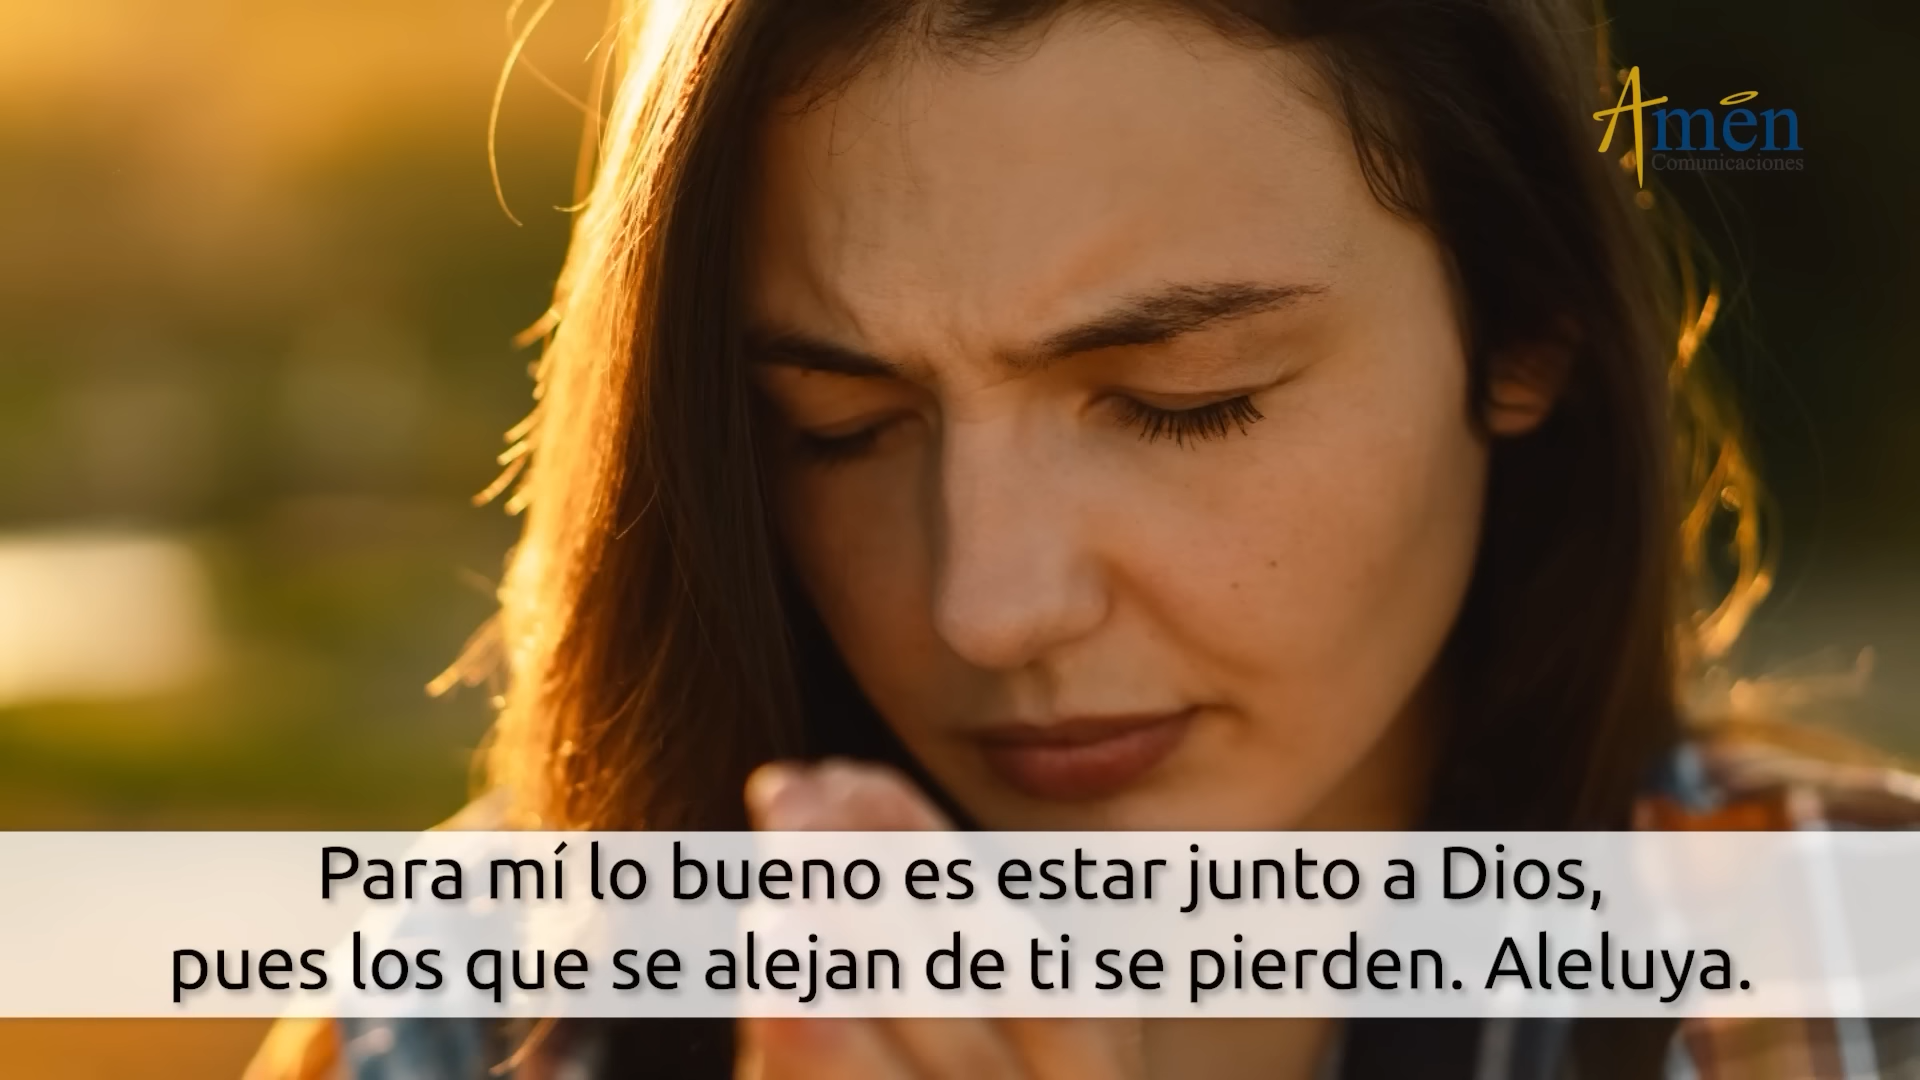 Amén
Comunicaciones
Para mí lo bueno es estar junto a Dios,
pues los que se alejan de ti se pierden. Aleluya.